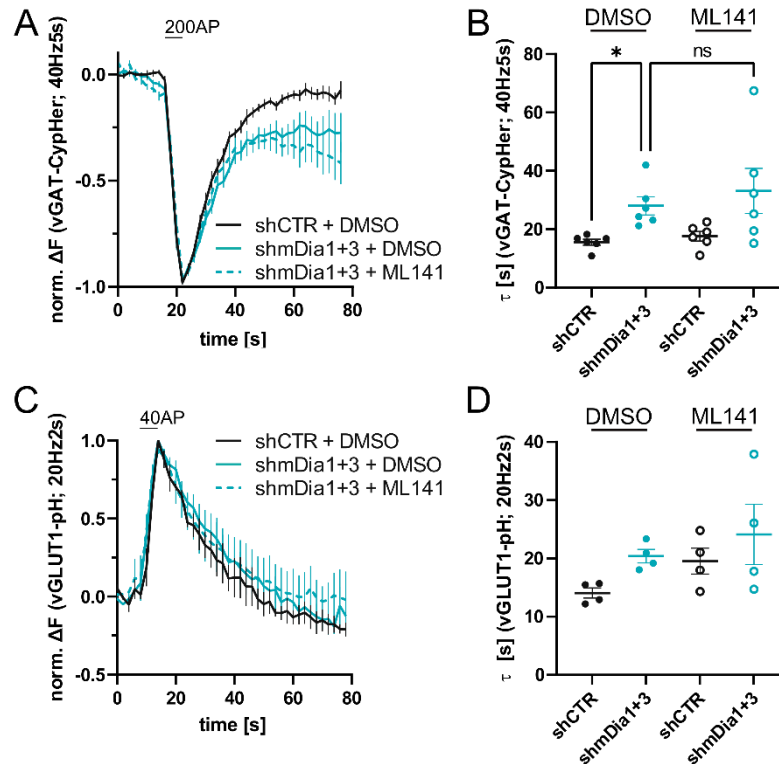 A
200AP
norm. ΔF (vGAT-CypHer; 40Hz5s)
0.0
-0.5
-1.0
shCTR + DMSO
shmDia1+3 + DMSO
shmDia1+3 + ML141
0 20 40 60 80
time [s]
B
DMSO ML141
* ns
τ [s] (vGAT-CypHer; 40Hz5s)
80
60
40
20
0
shCTR shmDia1+3 shCTR shmDia1+3
C
40AP
norm. ΔF (vGLUT1-pH; 20Hz2s)
1.0
0.5
0.0
-0.5
shCTR + DMSO
shmDia1+3 + DMSO
shmDia1+3 + ML141
0 20 40 60 80
time [s]
D
DMSO ML141
τ [s] (vGLUT1-pH; 20Hz2s)
40
30
20
10
0
shCTR shmDia1+3 shCTR shmDia1+3